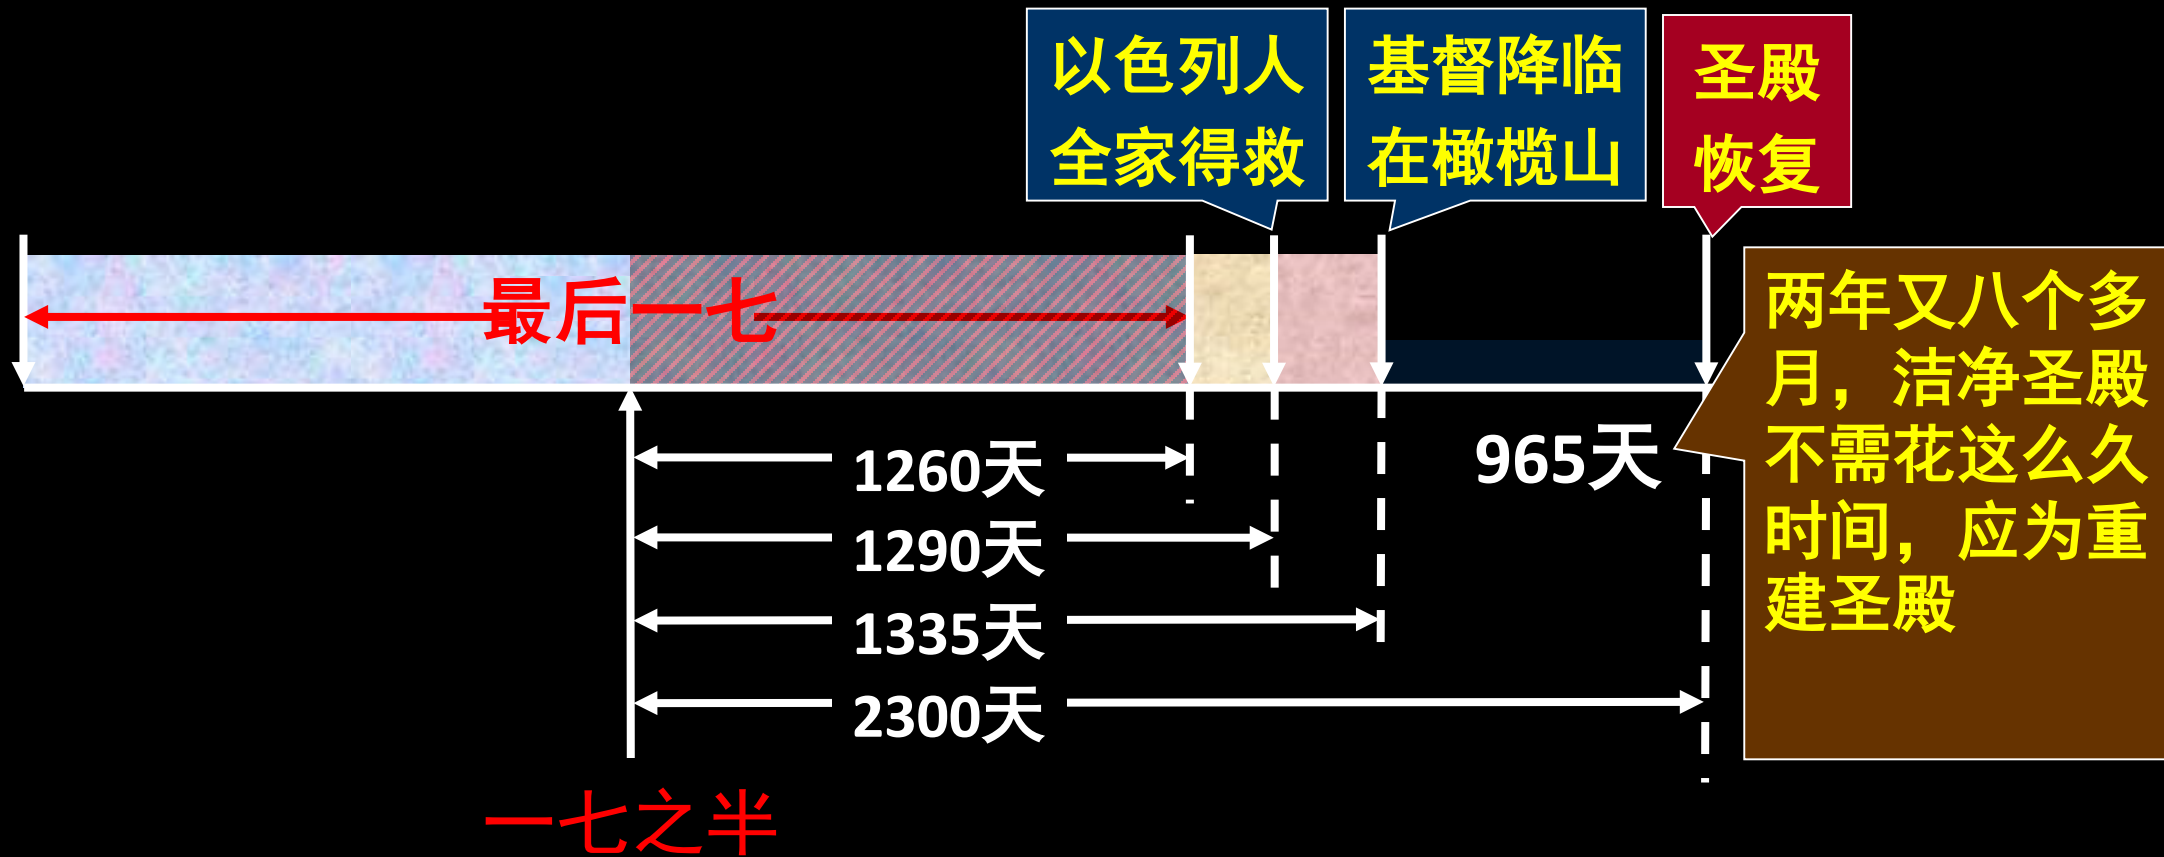 以色列人
全家得救
基督降临
在橄榄山
圣殿
恢复
最后一七
两年又八个多
月，洁净圣殿
不需花这么久
时间，应为重
建圣殿
965天
1260天
1290天
1335天
2300天
一七之半